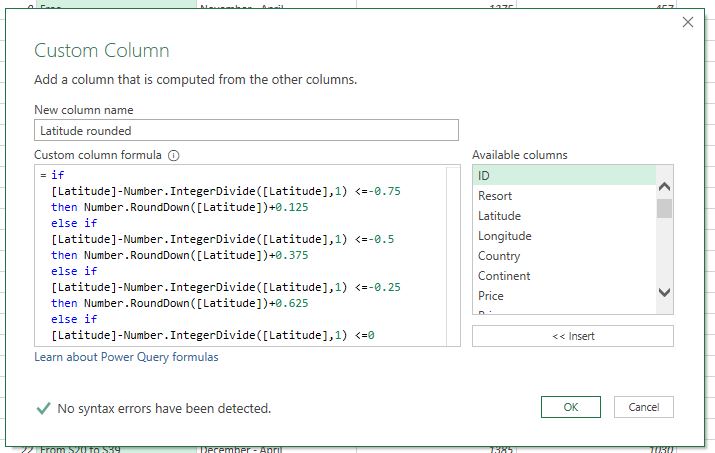 Free November - April 1375 457
Custom Column
Add a column that is computed from the other columns.
New column name
Latitude rounded
Custom column formula
Available columns
= if
[Latitude]-Number.IntegerDivide([Latitude],1) <=-0.75
then Number.RoundDown([Latitude])+0.125
else if
[Latitude]-Number.IntegerDivide([Latitude],1) <=-0.5
then Number.RoundDown([Latitude])+0.375
else if
[Latitude]-Number.IntegerDivide([Latitude],1) <=-0.25
then Number.RoundDown([Latitude])+0.625
else if
[Latitude]-Number.IntegerDivide([Latitude],1) <=0
ID
Resort
Latitude
Longitude
Country
Continent
Price
<< Insert
Learn about Power Query formulas
No syntax errors have been detected.
OK
Cancel
22 From $20 to $39 December - April 1385 1030